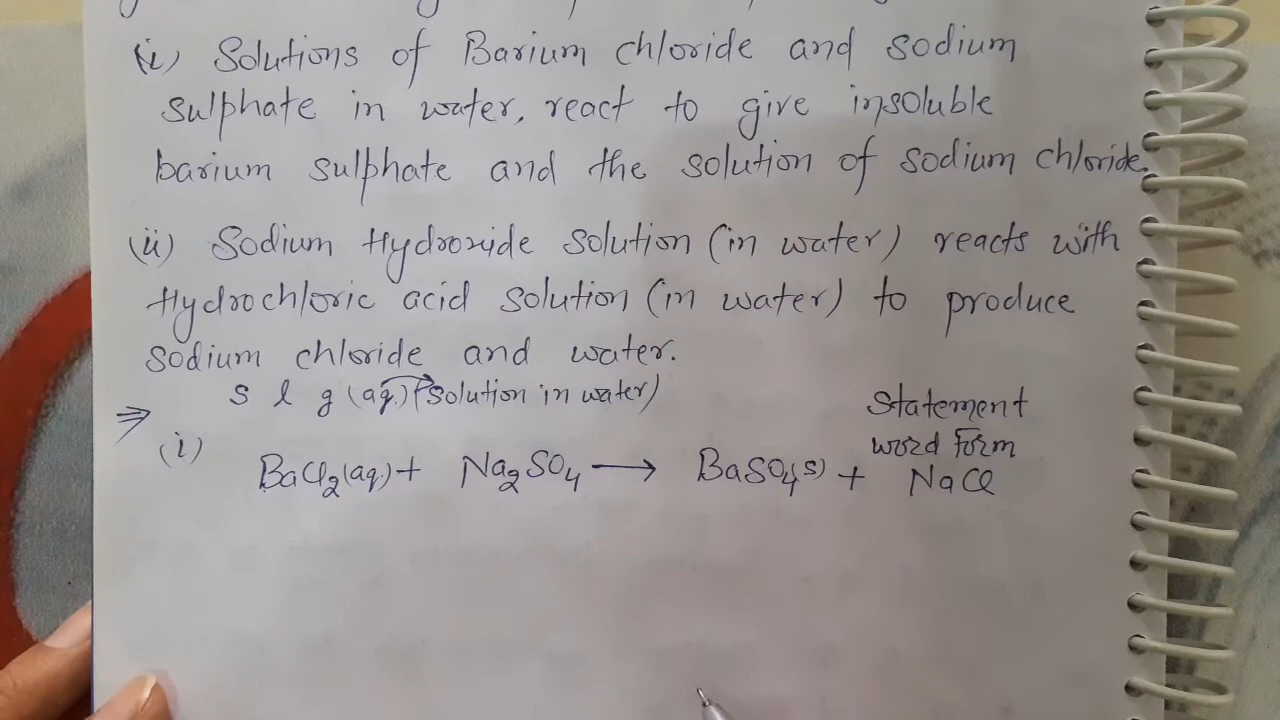 (i) Solutions of Barium chloride and sodium
sulphate in water, react to give insoluble
barium sulphate and the solution of sodium chloride.
(ii) Sodium Hydroxide solution (in water) reacts with
Hydrochloric acid solution (in water) to produce
sodium chloride and water.
s l g (aq.) → (solution in water)
Statement
word form
⇒ (i)
BaCl₂(aq.) + Na₂SO₄ ⟶ BaSO₄(s) + NaCl